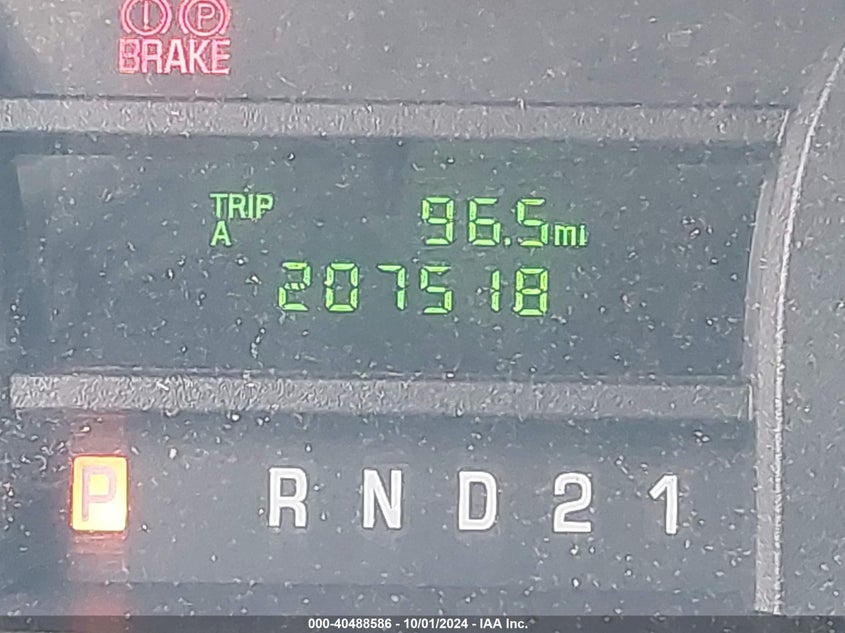 BRAKE
TRIP
A 96.5mi
207518
P R N D 2 1
000-40488586 - 10/01/2024 - IAA Inc.